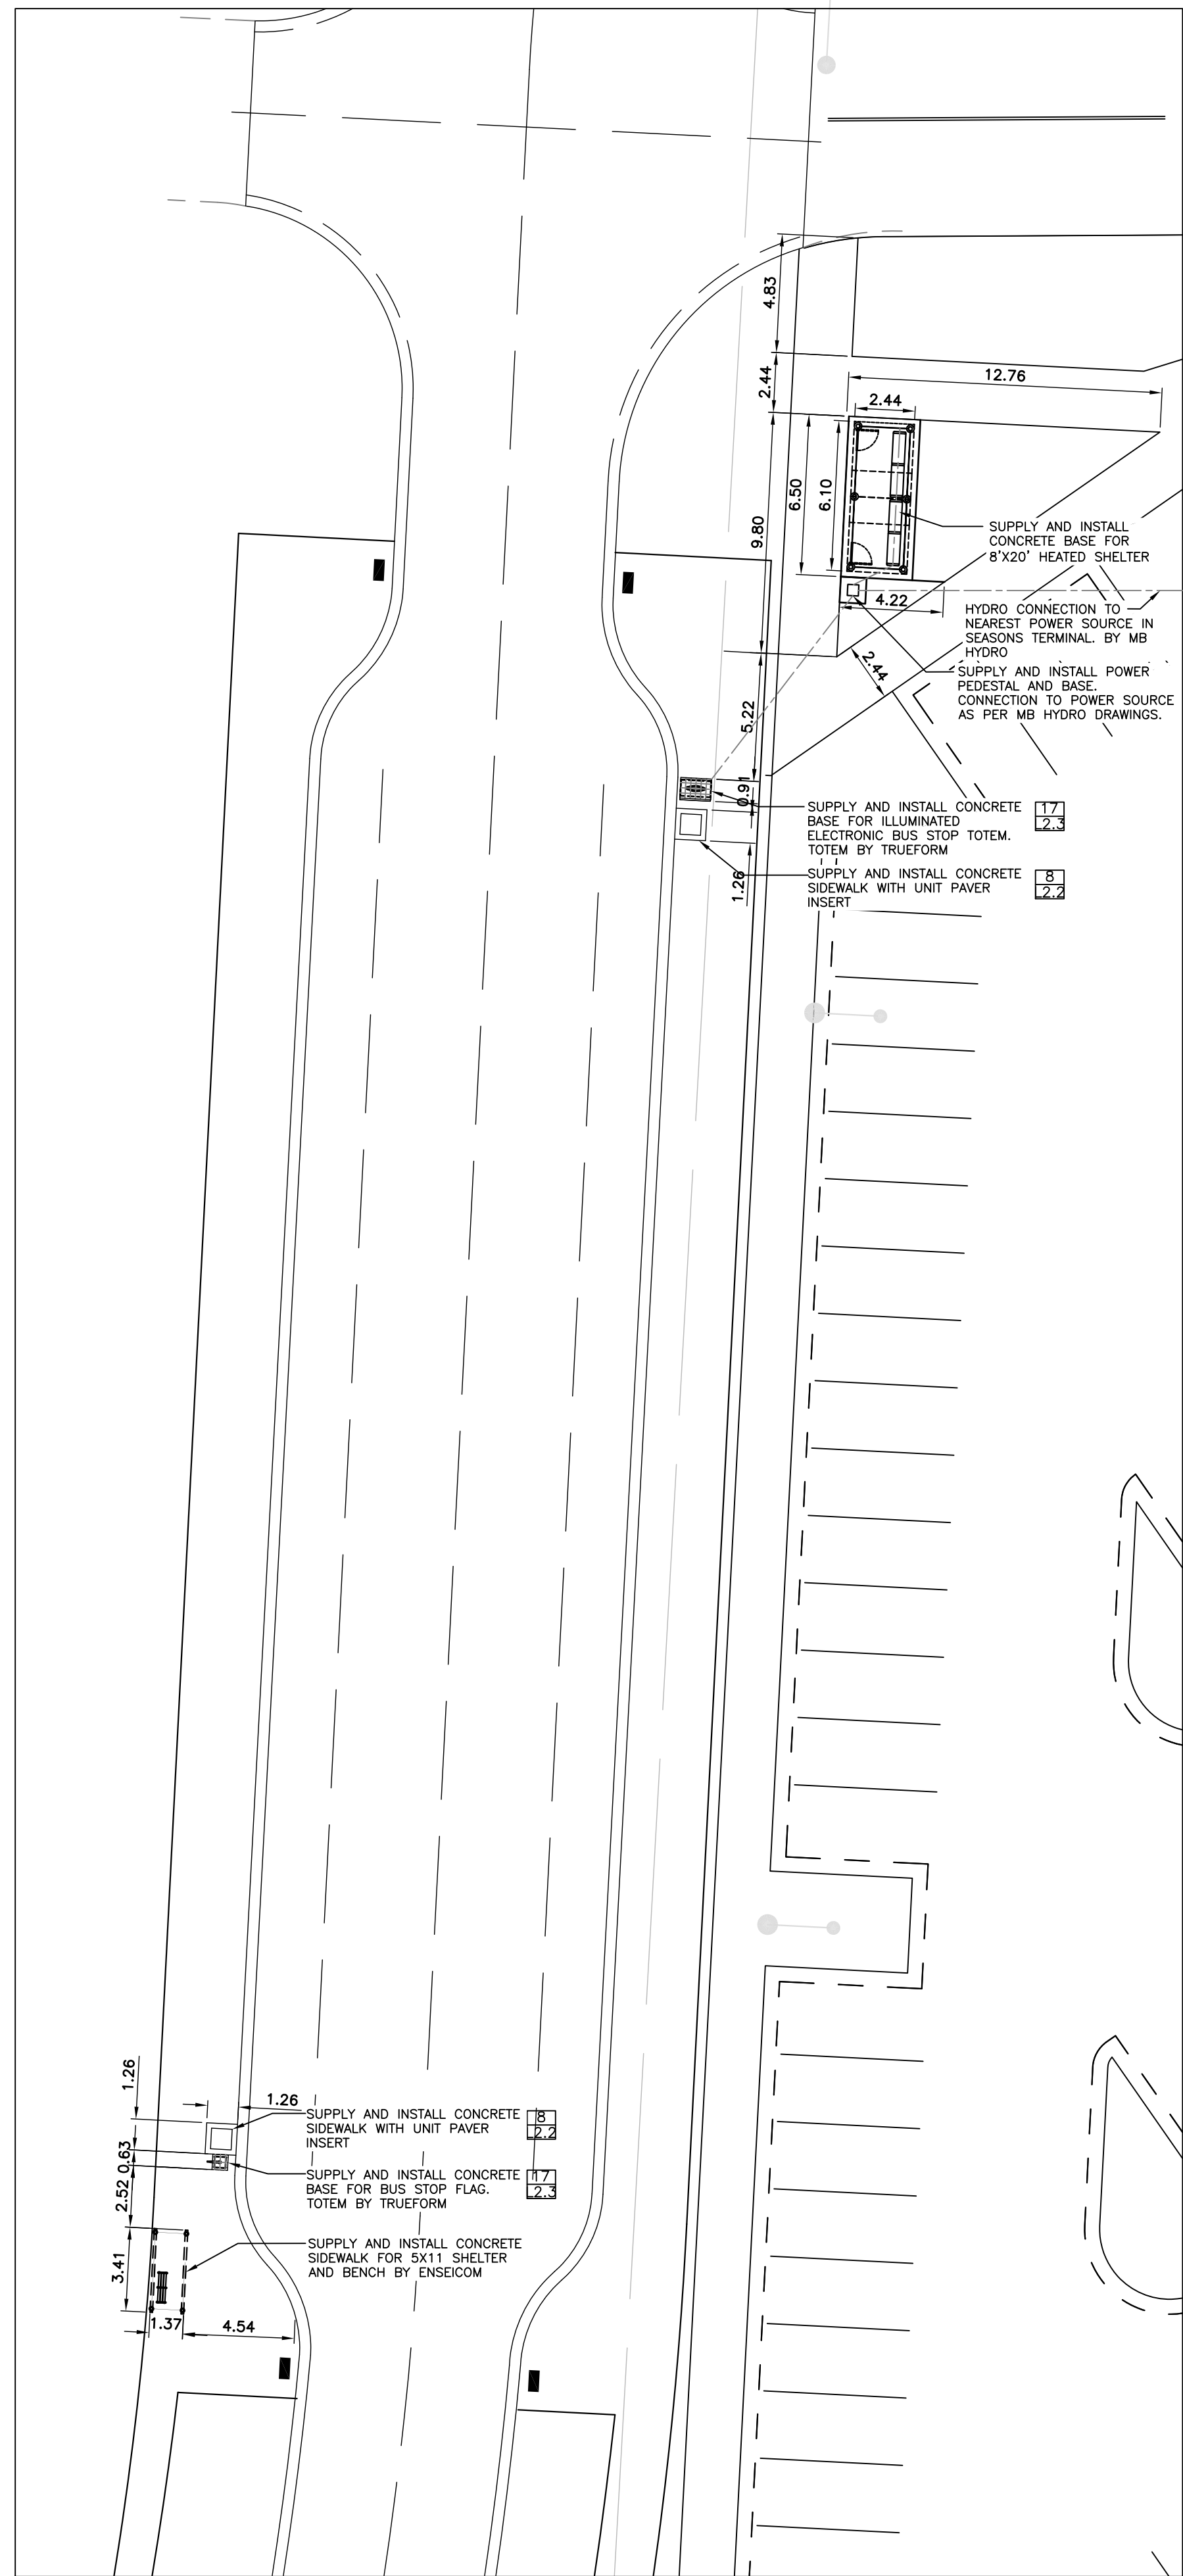 4.83
2.44
12.76
2.44
9.80
6.50
6.10
SUPPLY AND INSTALL
CONCRETE BASE FOR
8'X20' HEATED SHELTER
4.22
HYDRO CONNECTION TO
NEAREST POWER SOURCE IN
SEASONS TERMINAL. BY MB
HYDRO
2.44
SUPPLY AND INSTALL POWER
PEDESTAL AND BASE.
CONNECTION TO POWER SOURCE
AS PER MB HYDRO DRAWINGS.
5.22
0.91
SUPPLY AND INSTALL CONCRETE
BASE FOR ILLUMINATED
ELECTRONIC BUS STOP TOTEM.
TOTEM BY TRUEFORM
17
L2.3
1.26
SUPPLY AND INSTALL CONCRETE
SIDEWALK WITH UNIT PAVER
INSERT
8
L2.2
1.26
1.26
SUPPLY AND INSTALL CONCRETE
SIDEWALK WITH UNIT PAVER
INSERT
8
L2.2
0.63
SUPPLY AND INSTALL CONCRETE
BASE FOR BUS STOP FLAG.
TOTEM BY TRUEFORM
17
L2.3
2.52
SUPPLY AND INSTALL CONCRETE
SIDEWALK FOR 5X11 SHELTER
AND BENCH BY ENSEICOM
3.41
1.37
4.54